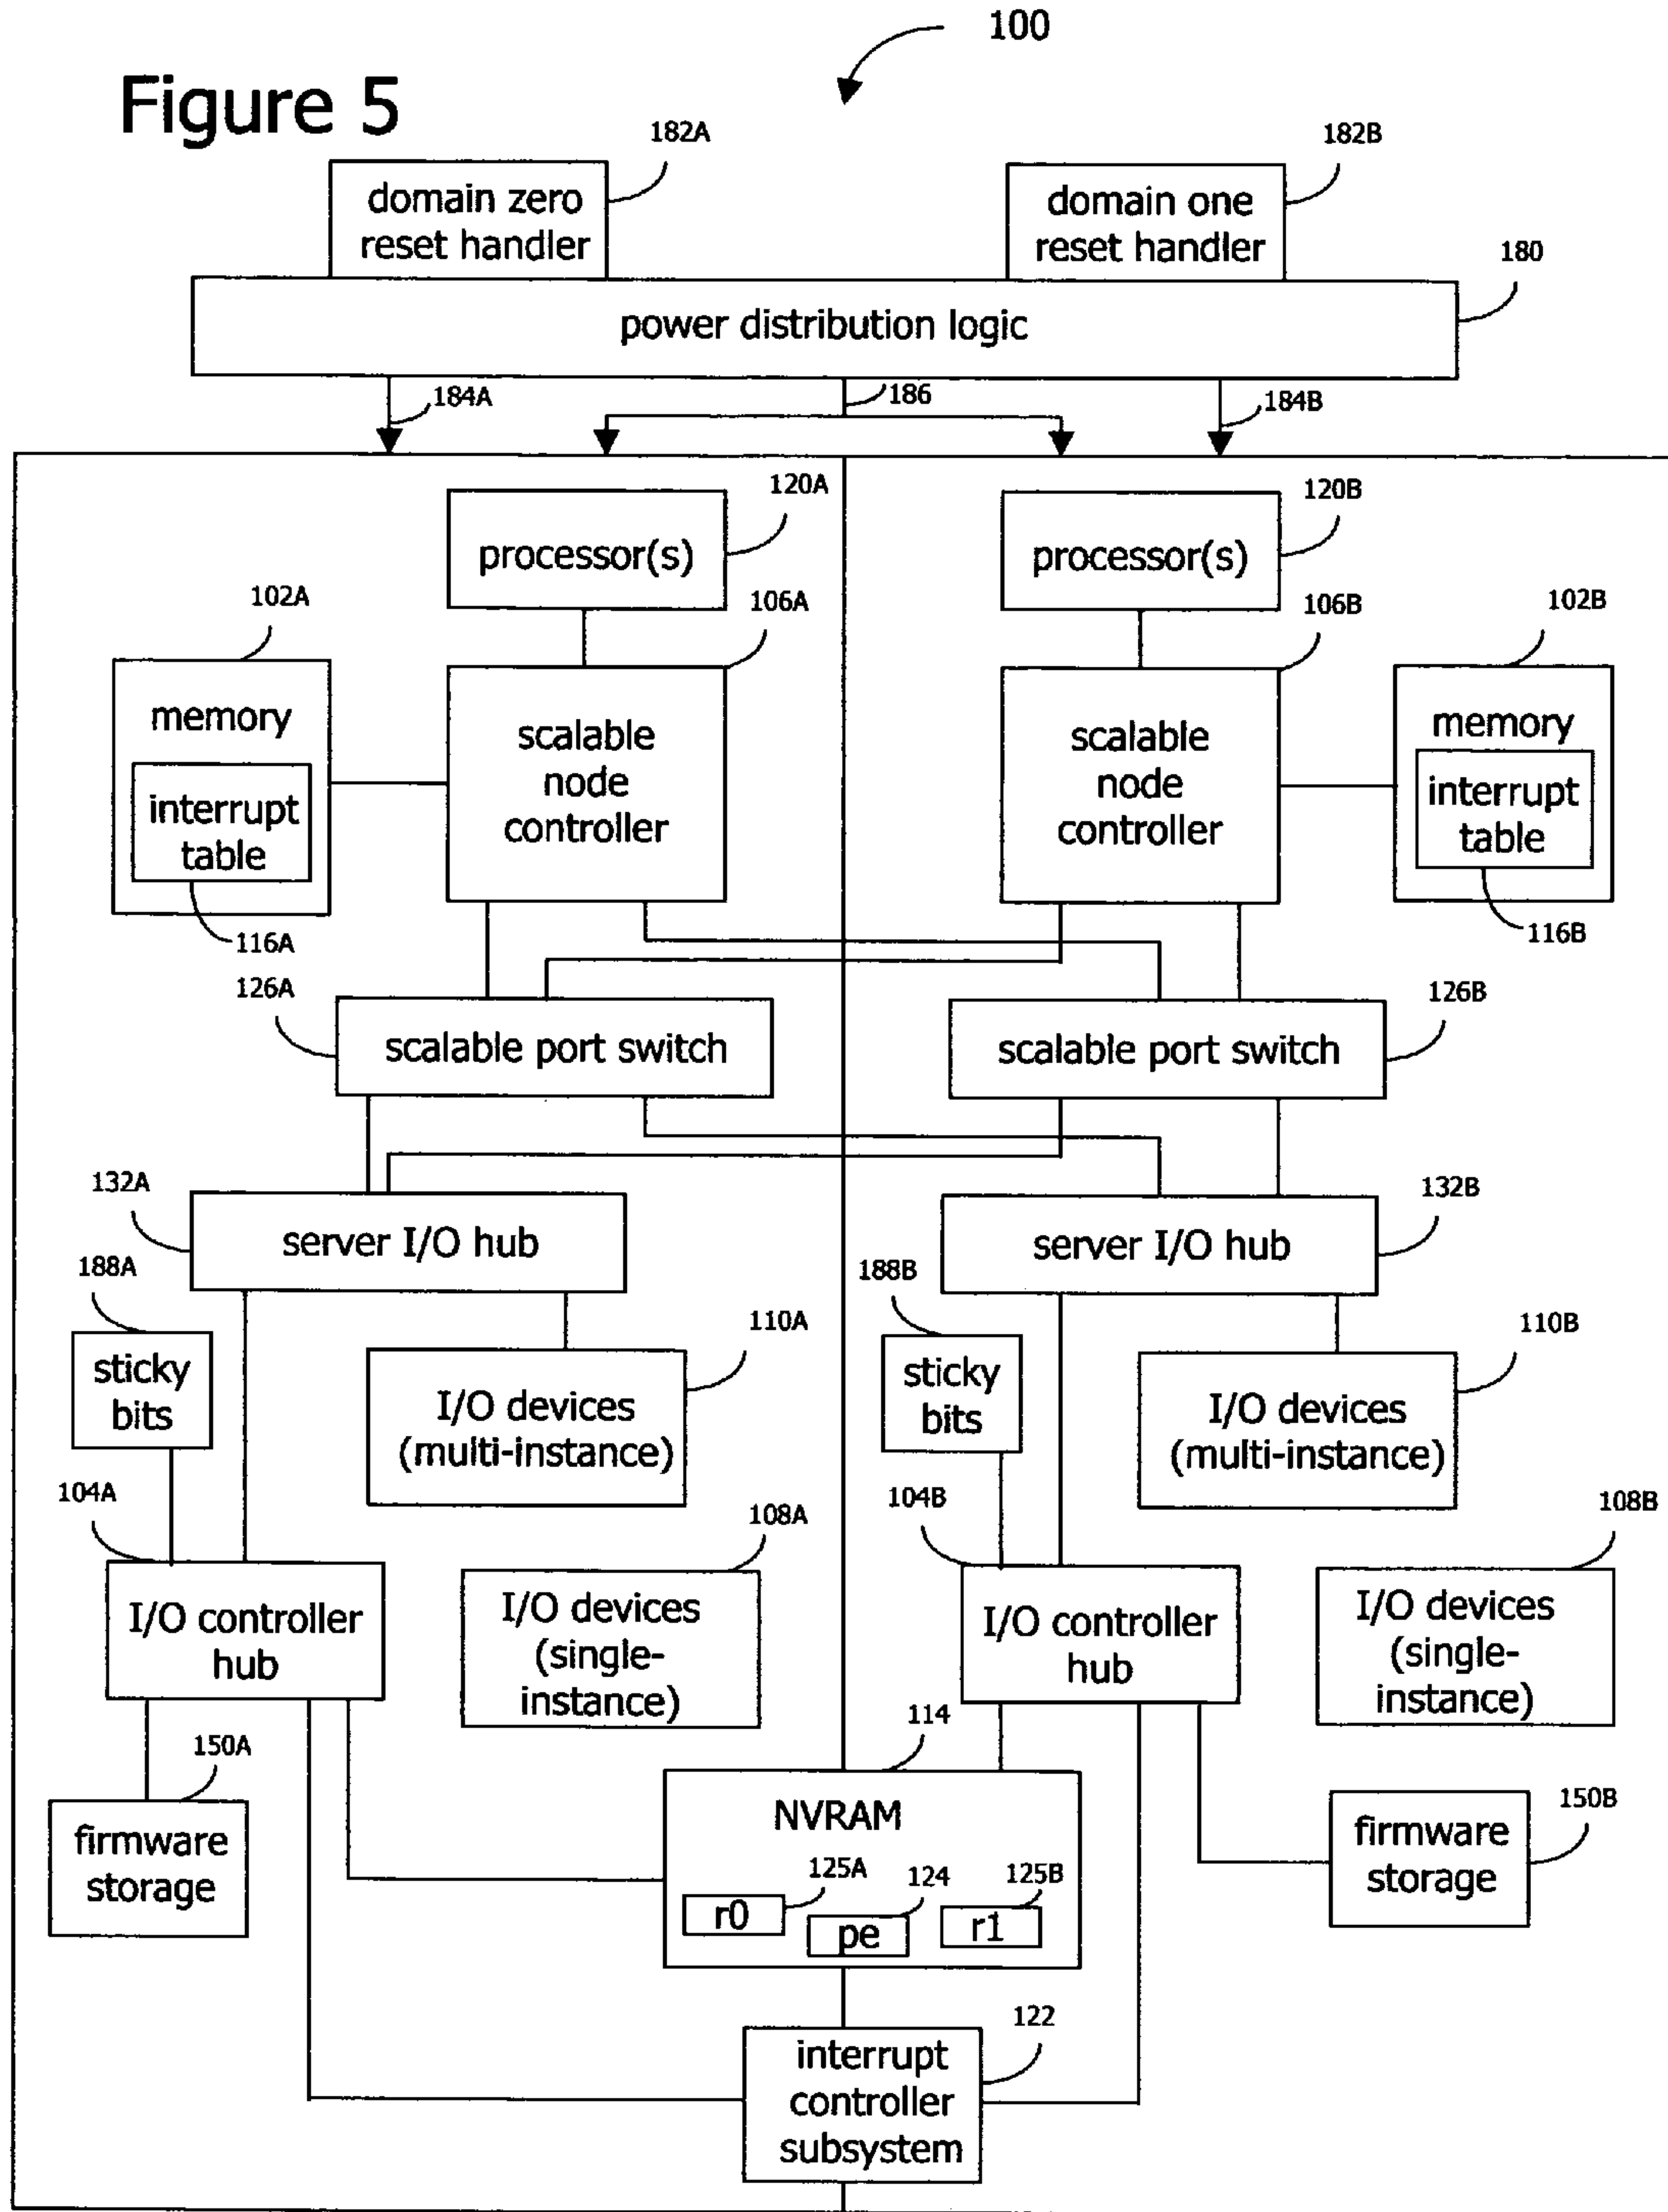 100
Figure 5
182A
182B
domain zero
reset handler
domain one
reset handler
180
power distribution logic
184A
186
184B
120A
120B
processor(s)
processor(s)
102A
106A
106B
102B
memory
scalable
node
controller
scalable
node
controller
memory
interrupt
table
interrupt
table
116A
116B
126A
126B
scalable port switch
scalable port switch
132A
132B
server I/O hub
server I/O hub
188A
188B
110A
110B
sticky
bits
I/O devices
(multi-instance)
sticky
bits
I/O devices
(multi-instance)
104A
108A
104B
108B
I/O controller
hub
I/O devices
(single-
instance)
I/O controller
hub
I/O devices
(single-
instance)
114
150A
150B
firmware
storage
NVRAM
firmware
storage
125A
124
125B
r0
pe
r1
122
interrupt
controller
subsystem